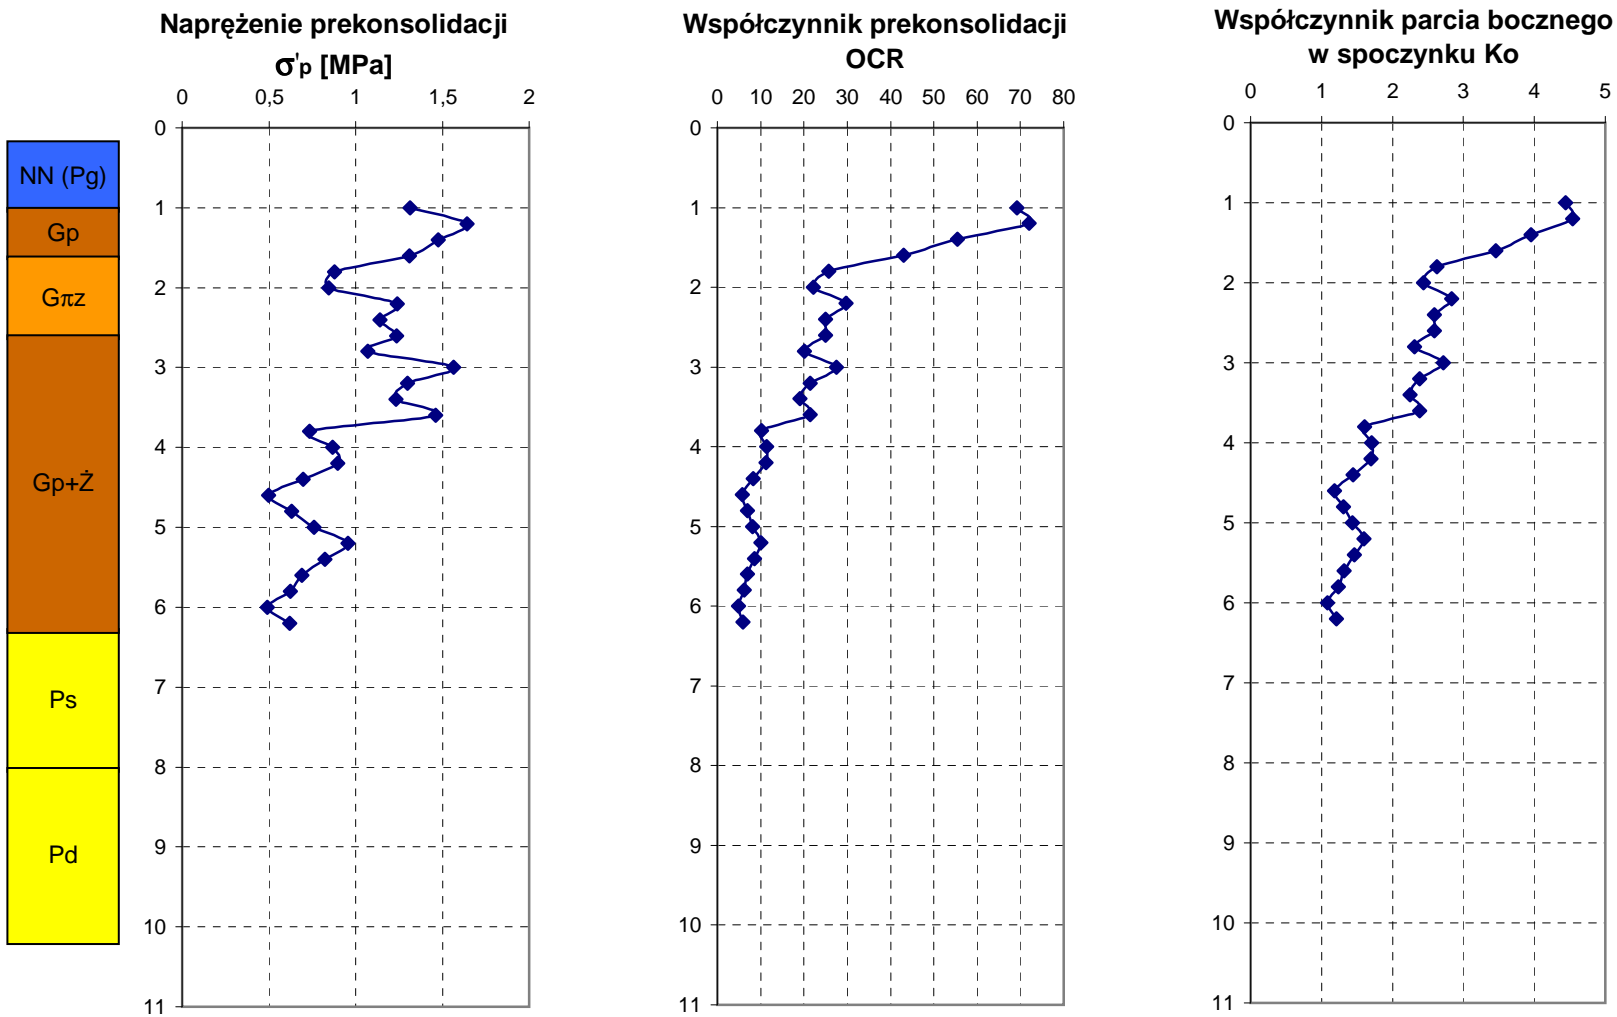 Naprężenie prekonsolidacji
σ'p [MPa]
0 0,5 1 1,5 2
0
1
2
3
4
5
6
7
8
9
10
11
NN (Pg)
Gp
Gπz
Gp+Ż
Ps
Pd
Współczynnik prekonsolidacji
OCR
0 10 20 30 40 50 60 70 80
0
1
2
3
4
5
6
7
8
9
10
11
Współczynnik parcia bocznego
w spoczynku Ko
0 1 2 3 4 5
0
1
2
3
4
5
6
7
8
9
10
11